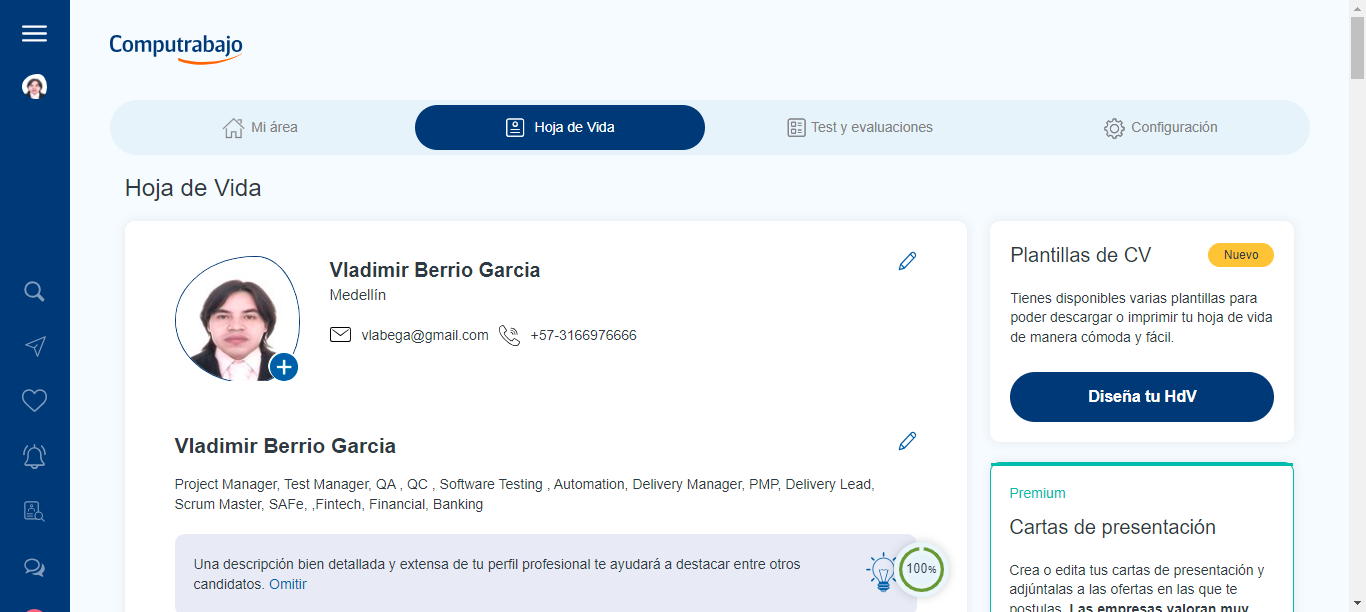 Computrabajo
Mi área
Hoja de Vida
Test y evaluaciones
Configuración
Hoja de Vida
Vladimir Berrio Garcia
Medellín
vlabega@gmail.com
+57-3166976666
Vladimir Berrio Garcia
Project Manager, Test Manager, QA , QC , Software Testing , Automation, Delivery Manager, PMP, Delivery Lead,
Scrum Master, SAFe, ,Fintech, Financial, Banking
Una descripción bien detallada y extensa de tu perfil profesional te ayudará a destacar entre otros
candidatos. Omitir
100%
Plantillas de CV
Nuevo
Tienes disponibles varias plantillas para
poder descargar o imprimir tu hoja de vida
de manera cómoda y fácil.
Diseña tu HdV
Premium
Cartas de presentación
Crea o edita tus cartas de presentación y
adjúntalas a las ofertas en las que te
postulas. Las empresas valoran muy